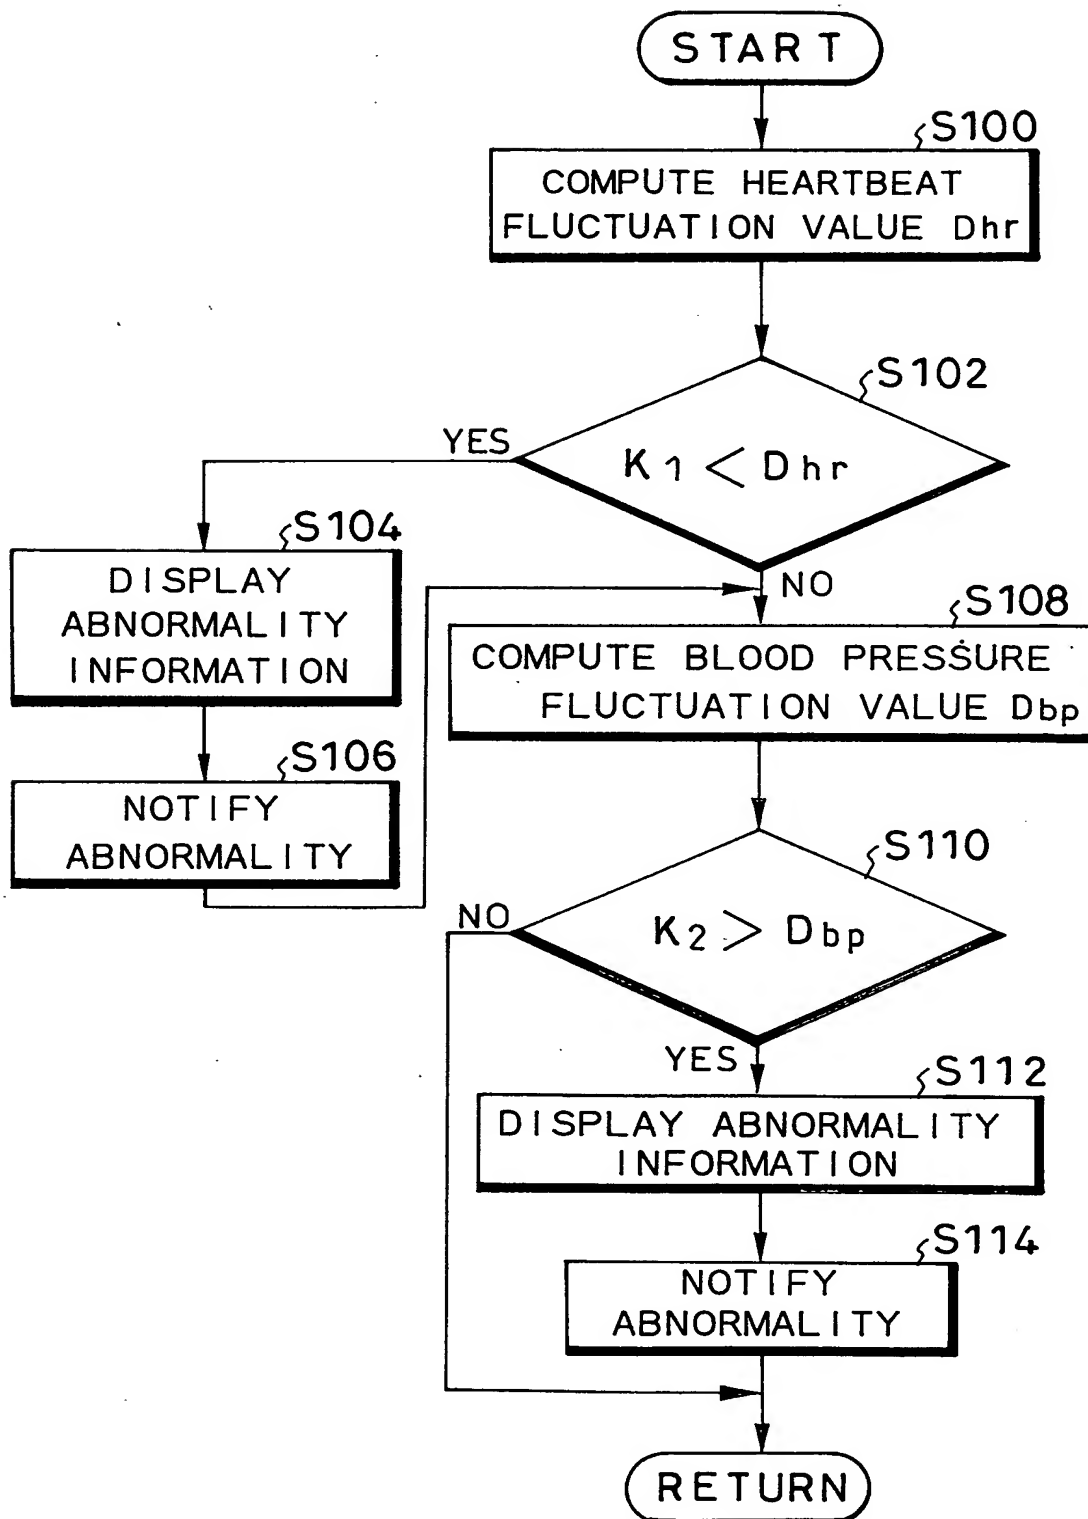 START
S100
COMPUTE HEARTBEAT
FLUCTUATION VALUE Dhr
S102
K1 < Dhr
YES
NO
S104
DISPLAY
ABNORMALITY
INFORMATION
S106
NOTIFY
ABNORMALITY
S108
COMPUTE BLOOD PRESSURE
FLUCTUATION VALUE Dbp
S110
K2 > Dbp
NO
YES
S112
DISPLAY ABNORMALITY
INFORMATION
S114
NOTIFY
ABNORMALITY
RETURN